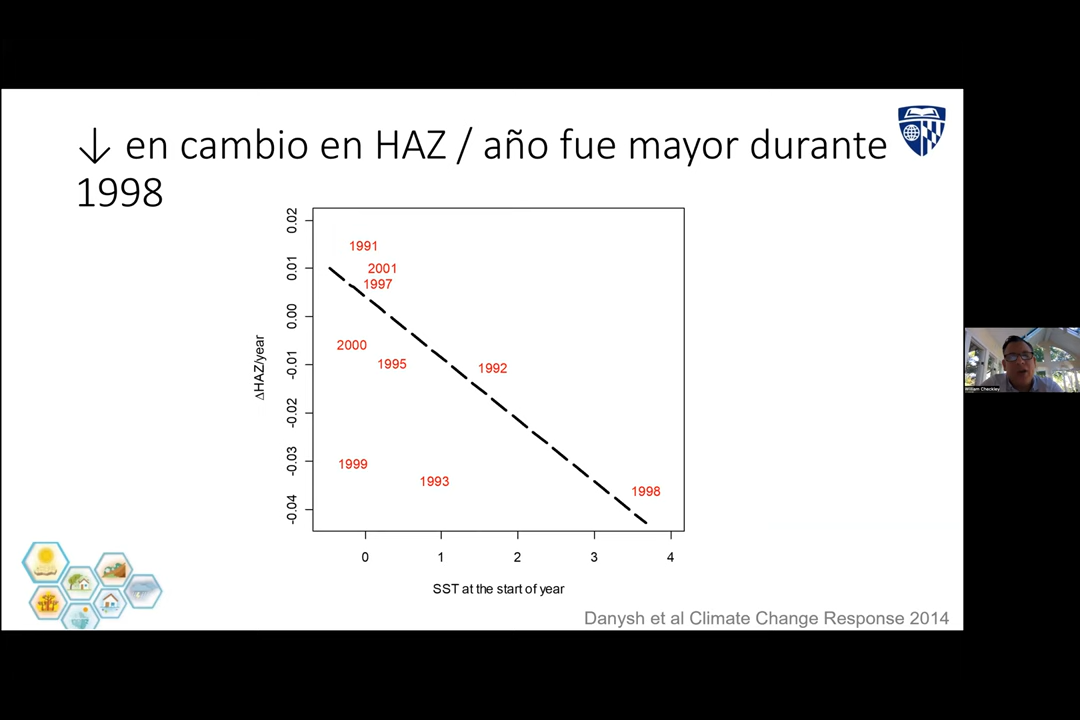 ↓ en cambio en HAZ / año fue mayor durante
1998
0.02
0.01
0.00
-0.01
-0.02
-0.03
-0.04
ΔHAZ/year
1991
2001
1997
2000
1995
1992
1999
1993
1998
0 1 2 3 4
SST at the start of year
Danysh et al Climate Change Response 2014
William Checkley